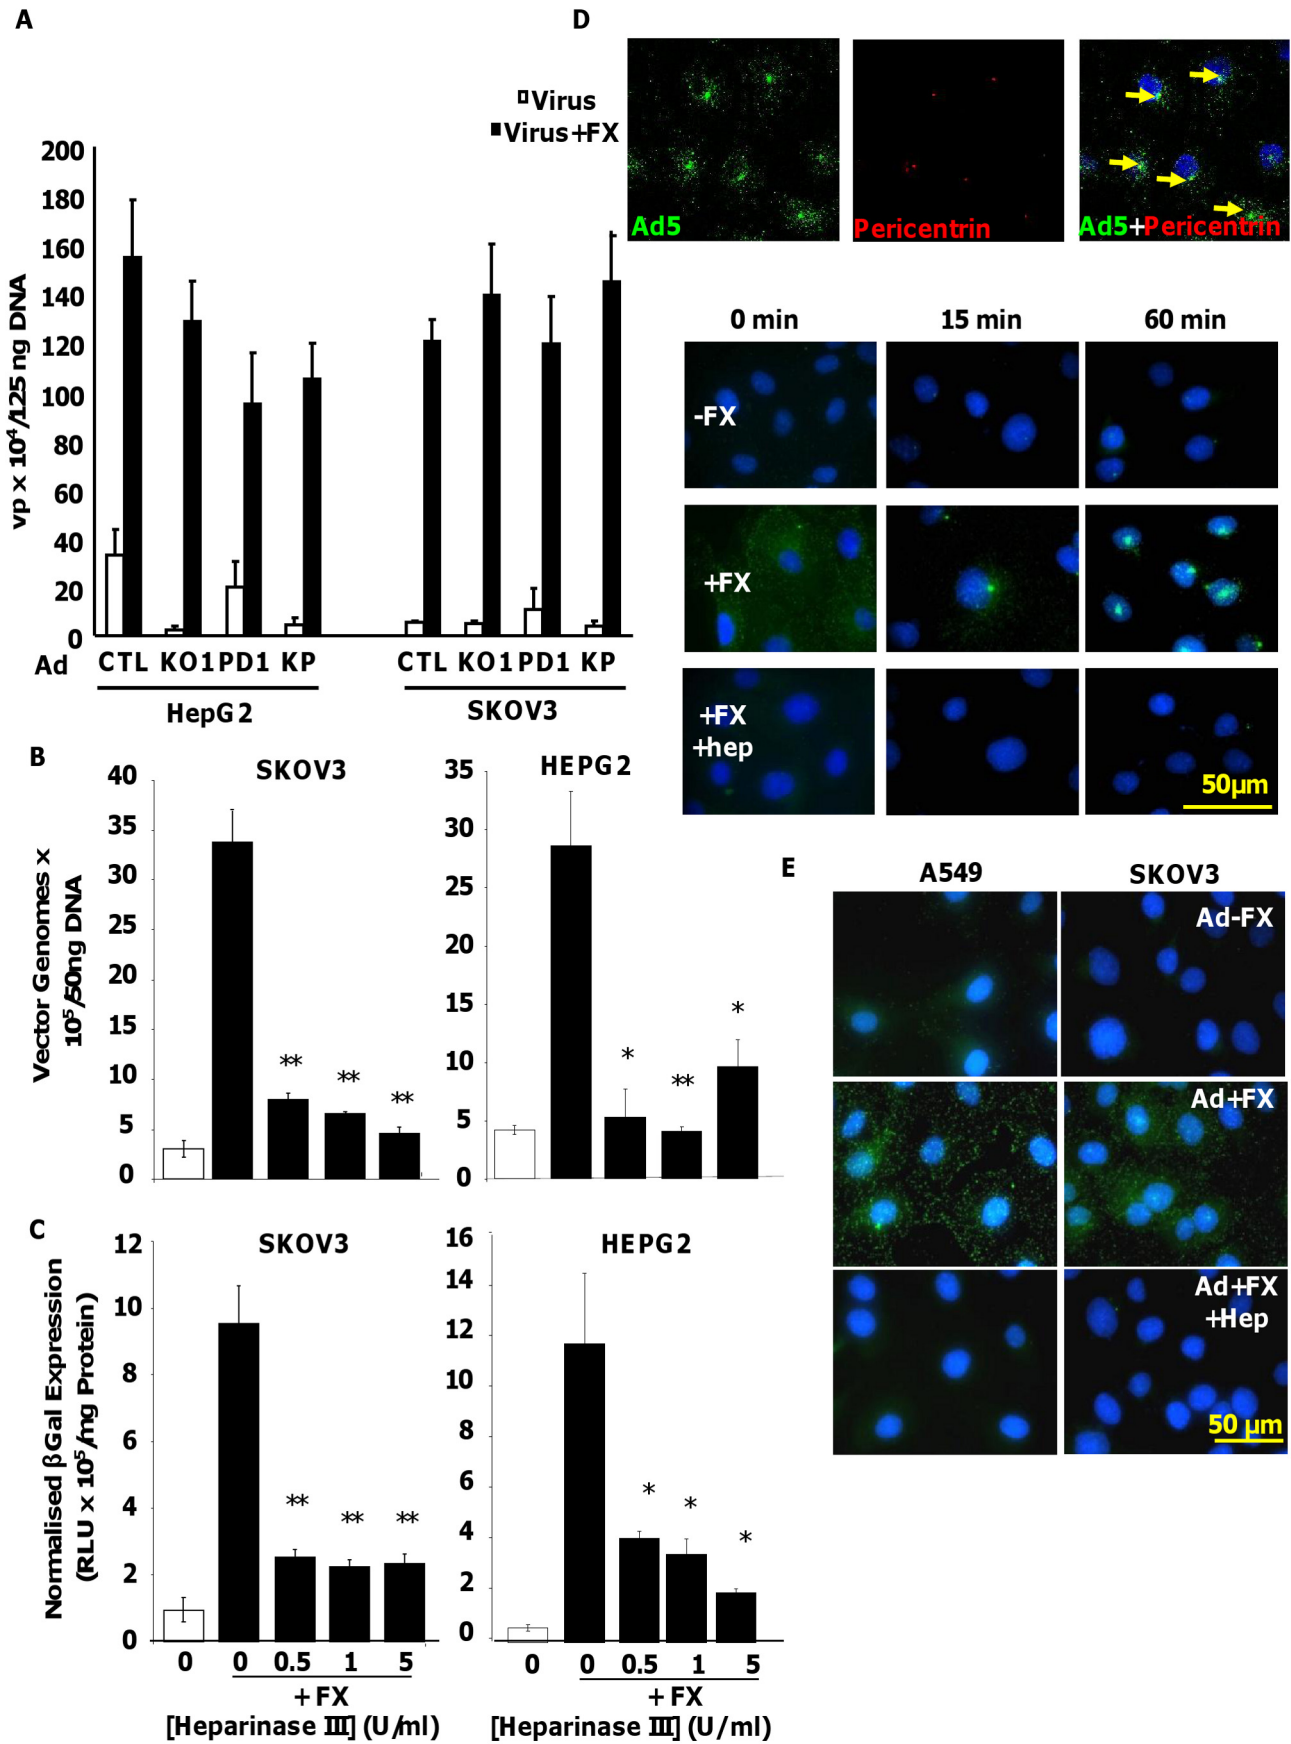 A
Virus
Virus+FX
200
180
160
140
120
100
80
60
40
20
0
vp x 10⁴/125 ng DNA
Ad
CTL KO1 PD1 KP
CTL KO1 PD1 KP
HepG2
SKOV3
B
SKOV3
40
35
30
25
20
15
10
5
0
Vector Genomes x
10⁵/50ng DNA
**
**
**
HEPG2
35
30
25
20
15
10
5
0
*
**
*
C
SKOV3
12
10
8
6
4
2
0
Normalised βGal Expression
(RLU x 10⁵/mg Protein)
**
**
**
0 0 0.5 1 5
+ FX
[Heparinase III] (U/ml)
HEPG2
16
14
12
10
8
6
4
2
0
*
*
*
0 0 0.5 1 5
+ FX
[Heparinase III] (U/ml)
D
Ad5
Pericentrin
Ad5+Pericentrin
0 min 15 min 60 min
-FX
+FX
+FX
+hep
50µm
E
A549 SKOV3
Ad-FX
Ad+FX
Ad+FX
+Hep
50 µm